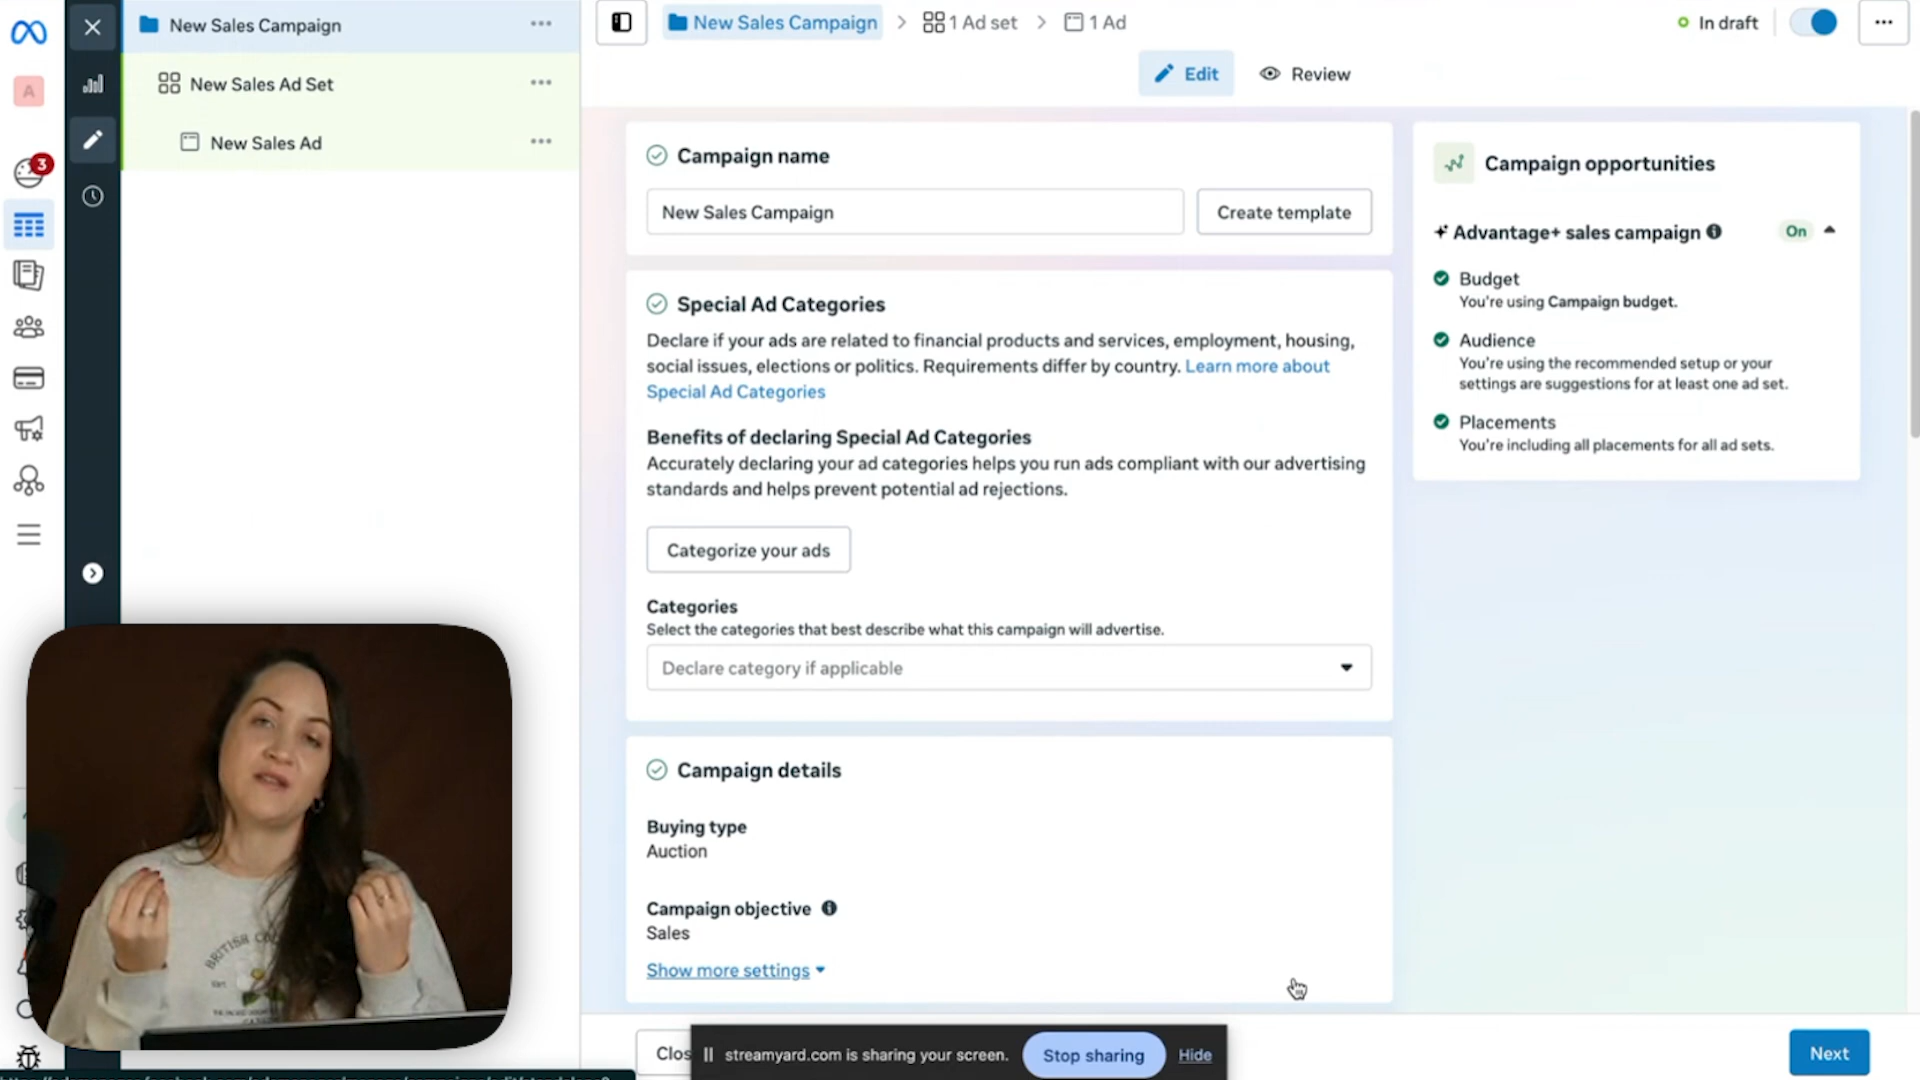 New Sales Campaign
New Sales Ad Set
New Sales Ad
A
3
New Sales Campaign
1 Ad set
1 Ad
In draft
Edit
Review
Campaign name
New Sales Campaign
Create template
Special Ad Categories
Declare if your ads are related to financial products and services, employment, housing,
social issues, elections or politics. Requirements differ by country. Learn more about
Special Ad Categories
Benefits of declaring Special Ad Categories
Accurately declaring your ad categories helps you run ads compliant with our advertising
standards and helps prevent potential ad rejections.
Categorize your ads
Categories
Select the categories that best describe what this campaign will advertise.
Declare category if applicable
Campaign details
Buying type
Auction
Campaign objective
Sales
Show more settings
Campaign opportunities
Advantage+ sales campaign
On
Budget
You're using Campaign budget.
Audience
You're using the recommended setup or your
settings are suggestions for at least one ad set.
Placements
You're including all placements for all ad sets.
BRITISH
Clos
streamyard.com is sharing your screen.
Stop sharing
Hide
Next